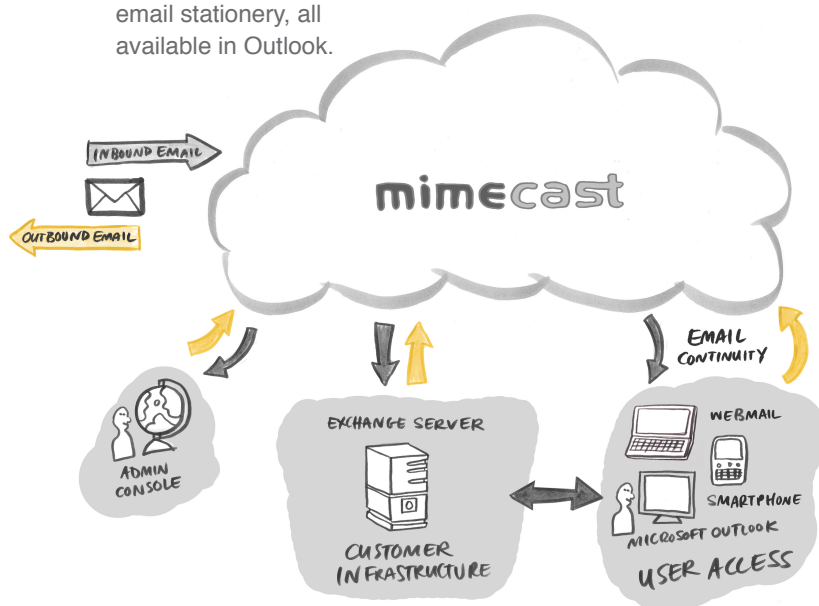 email stationery, all
available in Outlook.
INBOUND EMAIL
mimecast
OUTBOUND EMAIL
EMAIL
CONTINUITY
ADMIN
CONSOLE
EXCHANGE SERVER
CUSTOMER
INFRASTRUCTURE
WEBMAIL
SMARTPHONE
MICROSOFT OUTLOOK
USER ACCESS